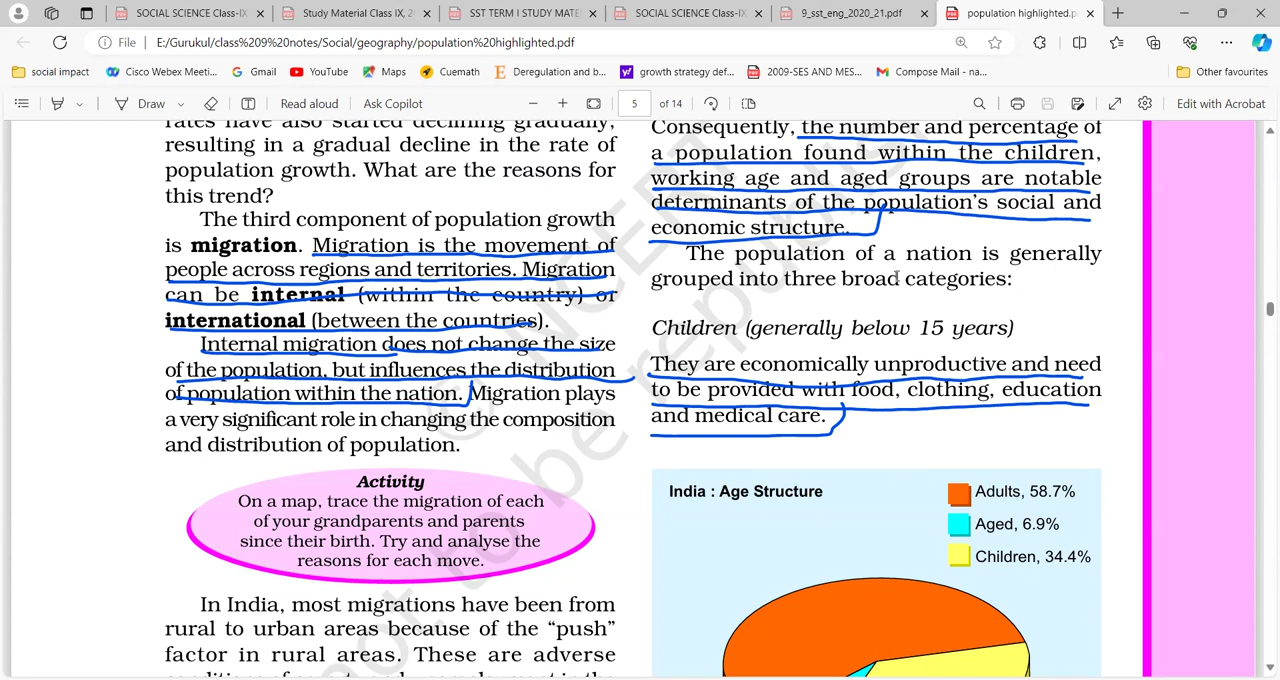 SOCIAL SCIENCE Class-IX
Study Material Class IX, 2
SST TERM I STUDY MATE
SOCIAL SCIENCE Class-IX
9_sst_eng_2020_21.pdf
population highlighted.p
File
E:/Gurukul/class%209%20notes/Social/geography/population%20highlighted.pdf
social impact
Cisco Webex Meeti...
Gmail
YouTube
Maps
Cuemath
Deregulation and b...
growth strategy def...
2009-SES AND MES...
Compose Mail - na...
Other favourites
Draw
Read aloud
Ask Copilot
5
of 14
Edit with Acrobat
rates have also started declining gradually,
resulting in a gradual decline in the rate of
population growth. What are the reasons for
this trend?
The third component of population growth
is migration. Migration is the movement of
people across regions and territories. Migration
can be internal (within the country) or
international (between the countries).
Internal migration does not change the size
of the population, but influences the distribution
of population within the nation. Migration plays
a very significant role in changing the composition
and distribution of population.
Activity
On a map, trace the migration of each
of your grandparents and parents
since their birth. Try and analyse the
reasons for each move.
In India, most migrations have been from
rural to urban areas because of the “push”
factor in rural areas. These are adverse
Consequently, the number and percentage of
a population found within the children,
working age and aged groups are notable
determinants of the population’s social and
economic structure.
The population of a nation is generally
grouped into three broad categories:
Children (generally below 15 years)
They are economically unproductive and need
to be provided with food, clothing, education
and medical care.
India : Age Structure
Adults, 58.7%
Aged, 6.9%
Children, 34.4%
© NCERT
not to be republis